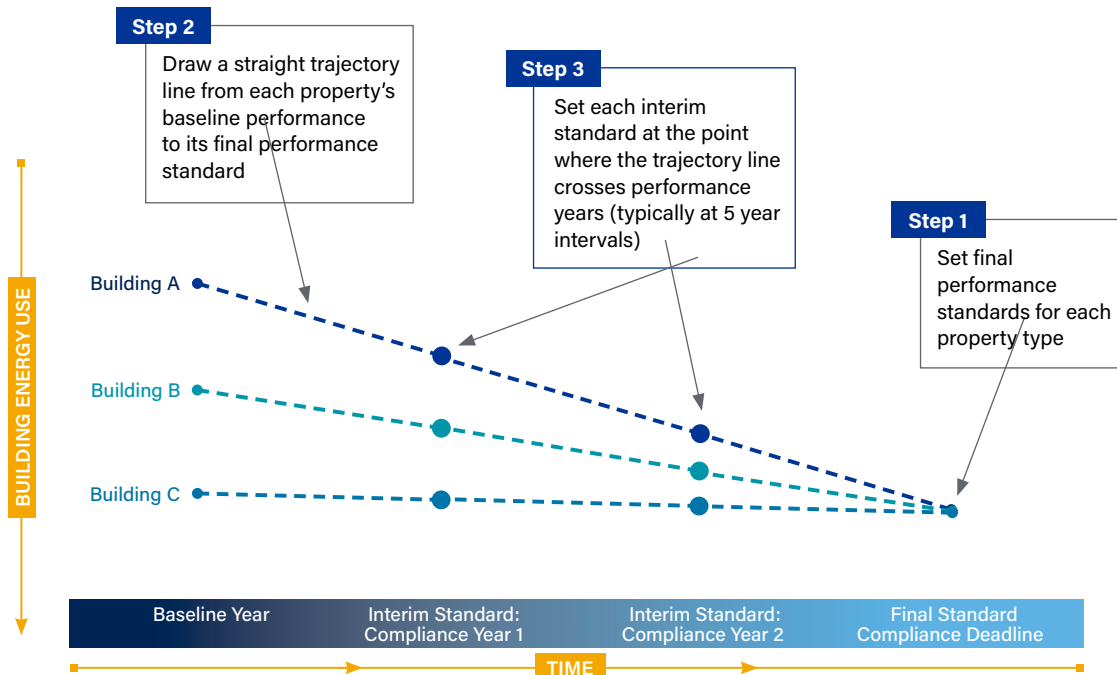 Step 2
Draw a straight trajectory
line from each property’s
baseline performance
to its final performance
standard
Step 3
Set each interim
standard at the point
where the trajectory line
crosses performance
years (typically at 5 year
intervals)
Step 1
Set final
performance
standards for each
property type
BUILDING ENERGY USE
Building A
Building B
Building C
Baseline Year
Interim Standard:
Compliance Year 1
Interim Standard:
Compliance Year 2
Final Standard
Compliance Deadline
TIME